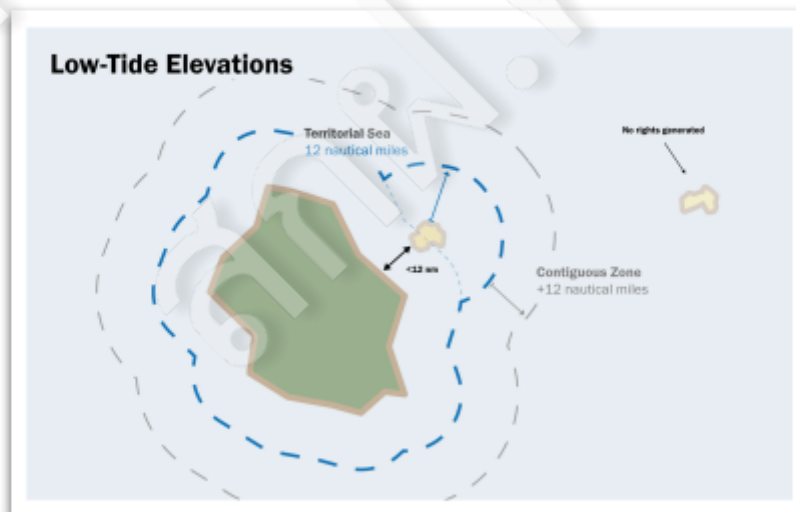 Low-Tide Elevations
Territorial Sea
12 nautical miles
No rights generated
<12 nm
Contiguous Zone
+12 nautical miles